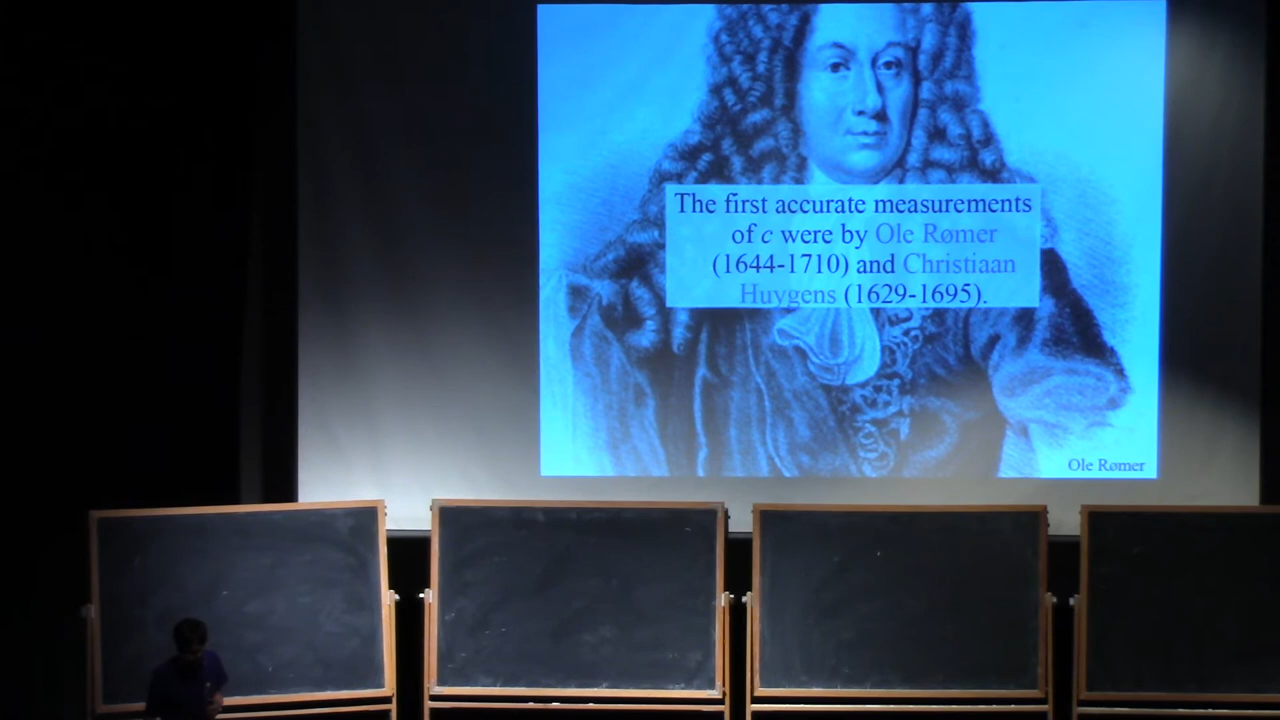 The first accurate measurements
of c were by Ole Rømer
(1644-1710) and Christiaan
Huygens (1629-1695).
Ole Rømer